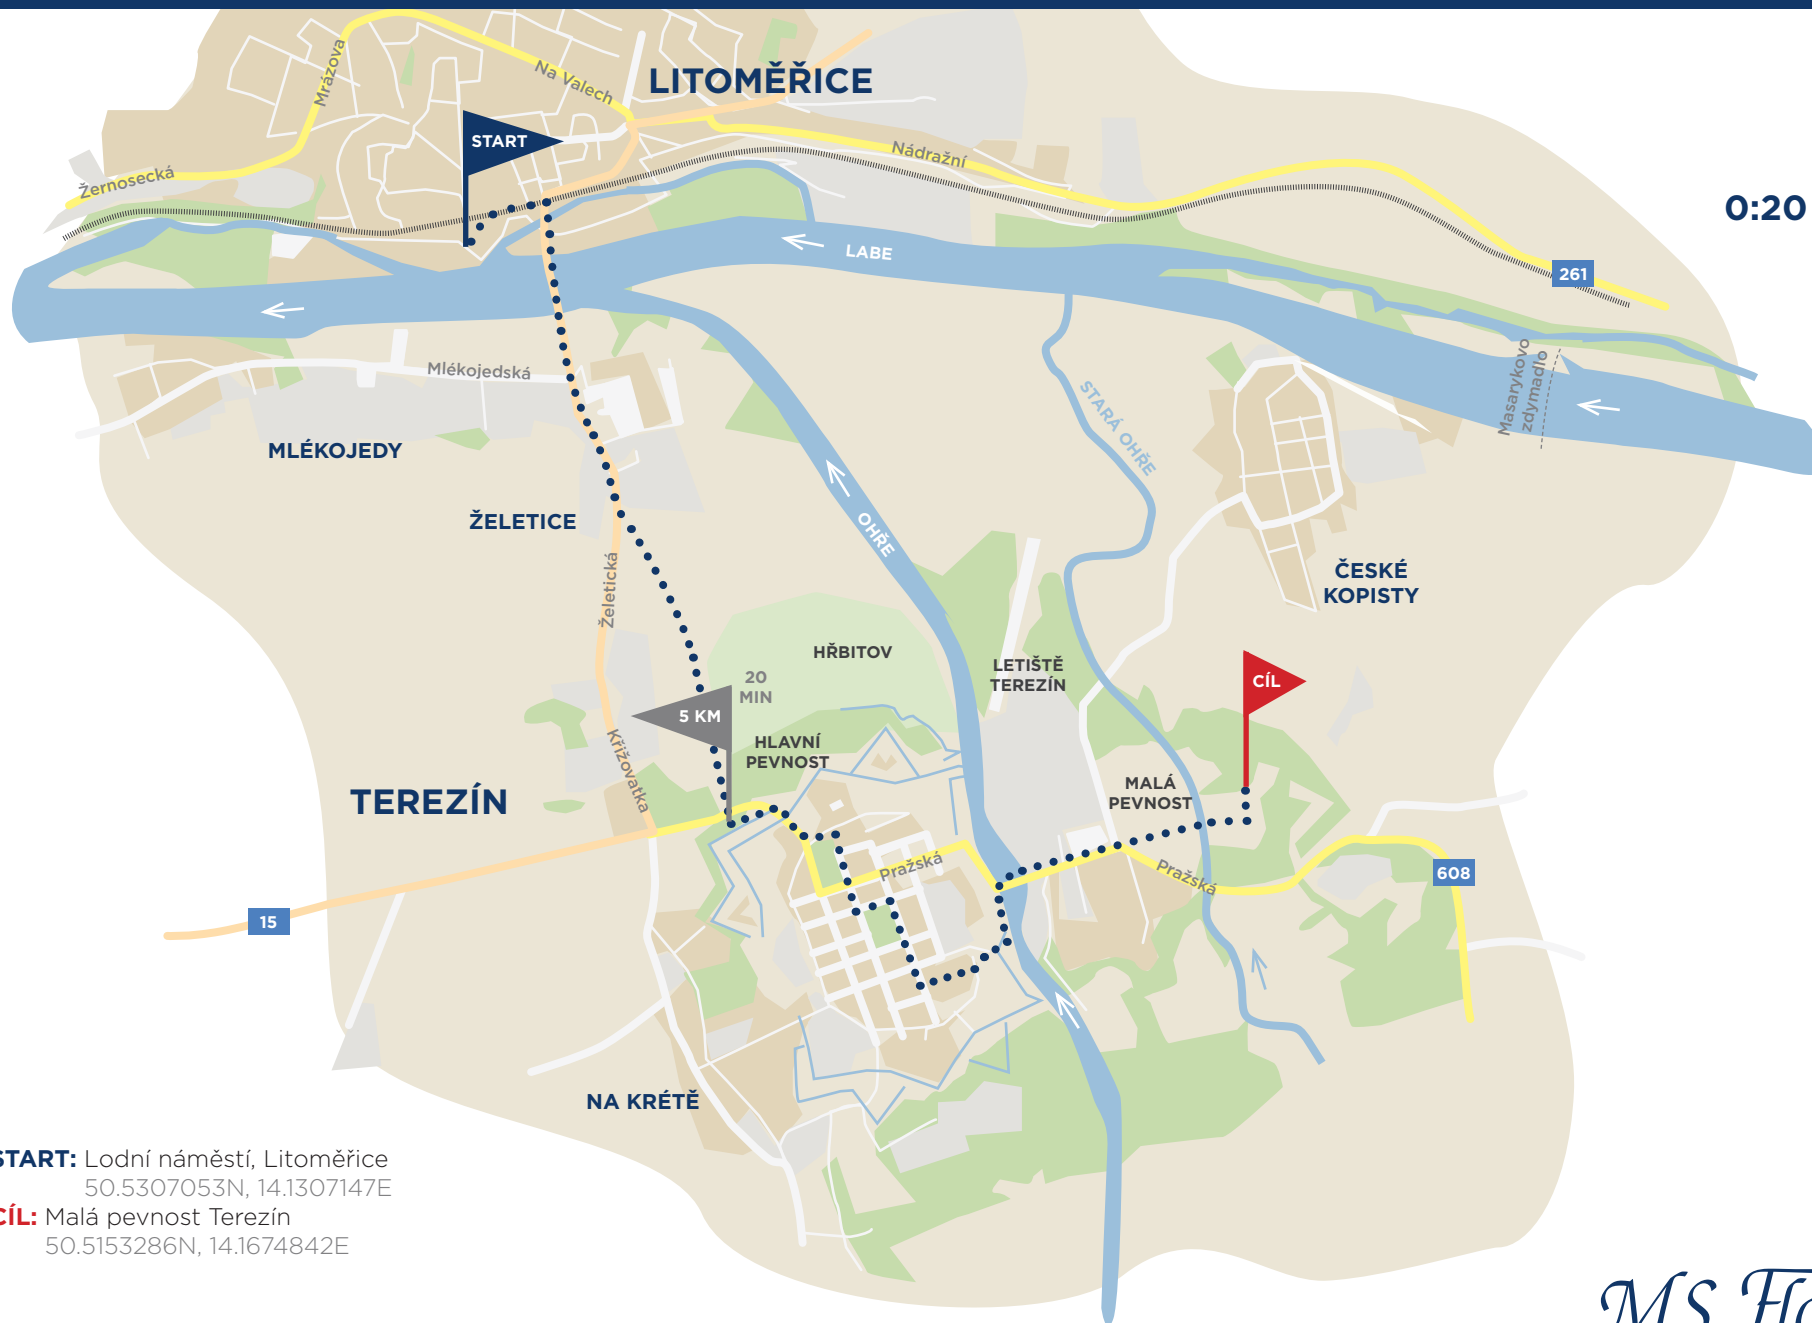 LITOMĚŘICE
Mrázova
Na Valech
START
Nádražní
Žernosecká
0:20
LABE
261
Mlékojedská
Masarykovo
zdymadlo
STARÁ OHŘE
MLÉKOJEDY
OHŘE
ŽELETICE
ČESKÉ
KOPISTY
Želetická
HŘBITOV
LETIŠTĚ
TEREZÍN
20
MIN
5 KM
CÍL
HLAVNÍ
PEVNOST
Křižovatka
MALÁ
PEVNOST
TEREZÍN
Pražská
Pražská
608
15
NA KRÉTĚ
START: Lodní náměstí, Litoměřice
50.5307053N, 14.1307147E
CÍL: Malá pevnost Terezín
50.5153286N, 14.1674842E
MS